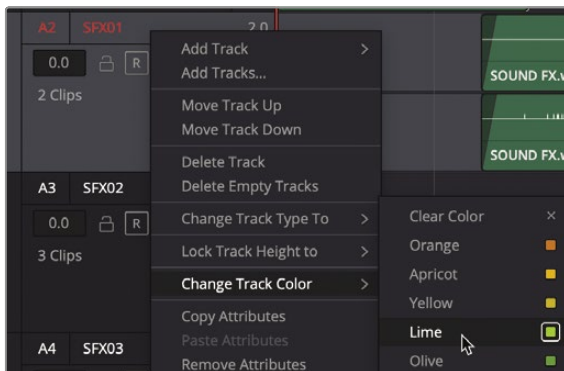 A2 SFX01 2.0
0.0 R
2 Clips
A3 SFX02
0.0 R
3 Clips
A4 SFX03
Add Track >
Add Tracks...
Move Track Up
Move Track Down
Delete Track
Delete Empty Tracks
Change Track Type To >
Lock Track Height to >
Change Track Color >
Copy Attributes
Paste Attributes
Remove Attributes
Clear Color ×
Orange
Apricot
Yellow
Lime
Olive
SOUND FX.
SOUND FX.